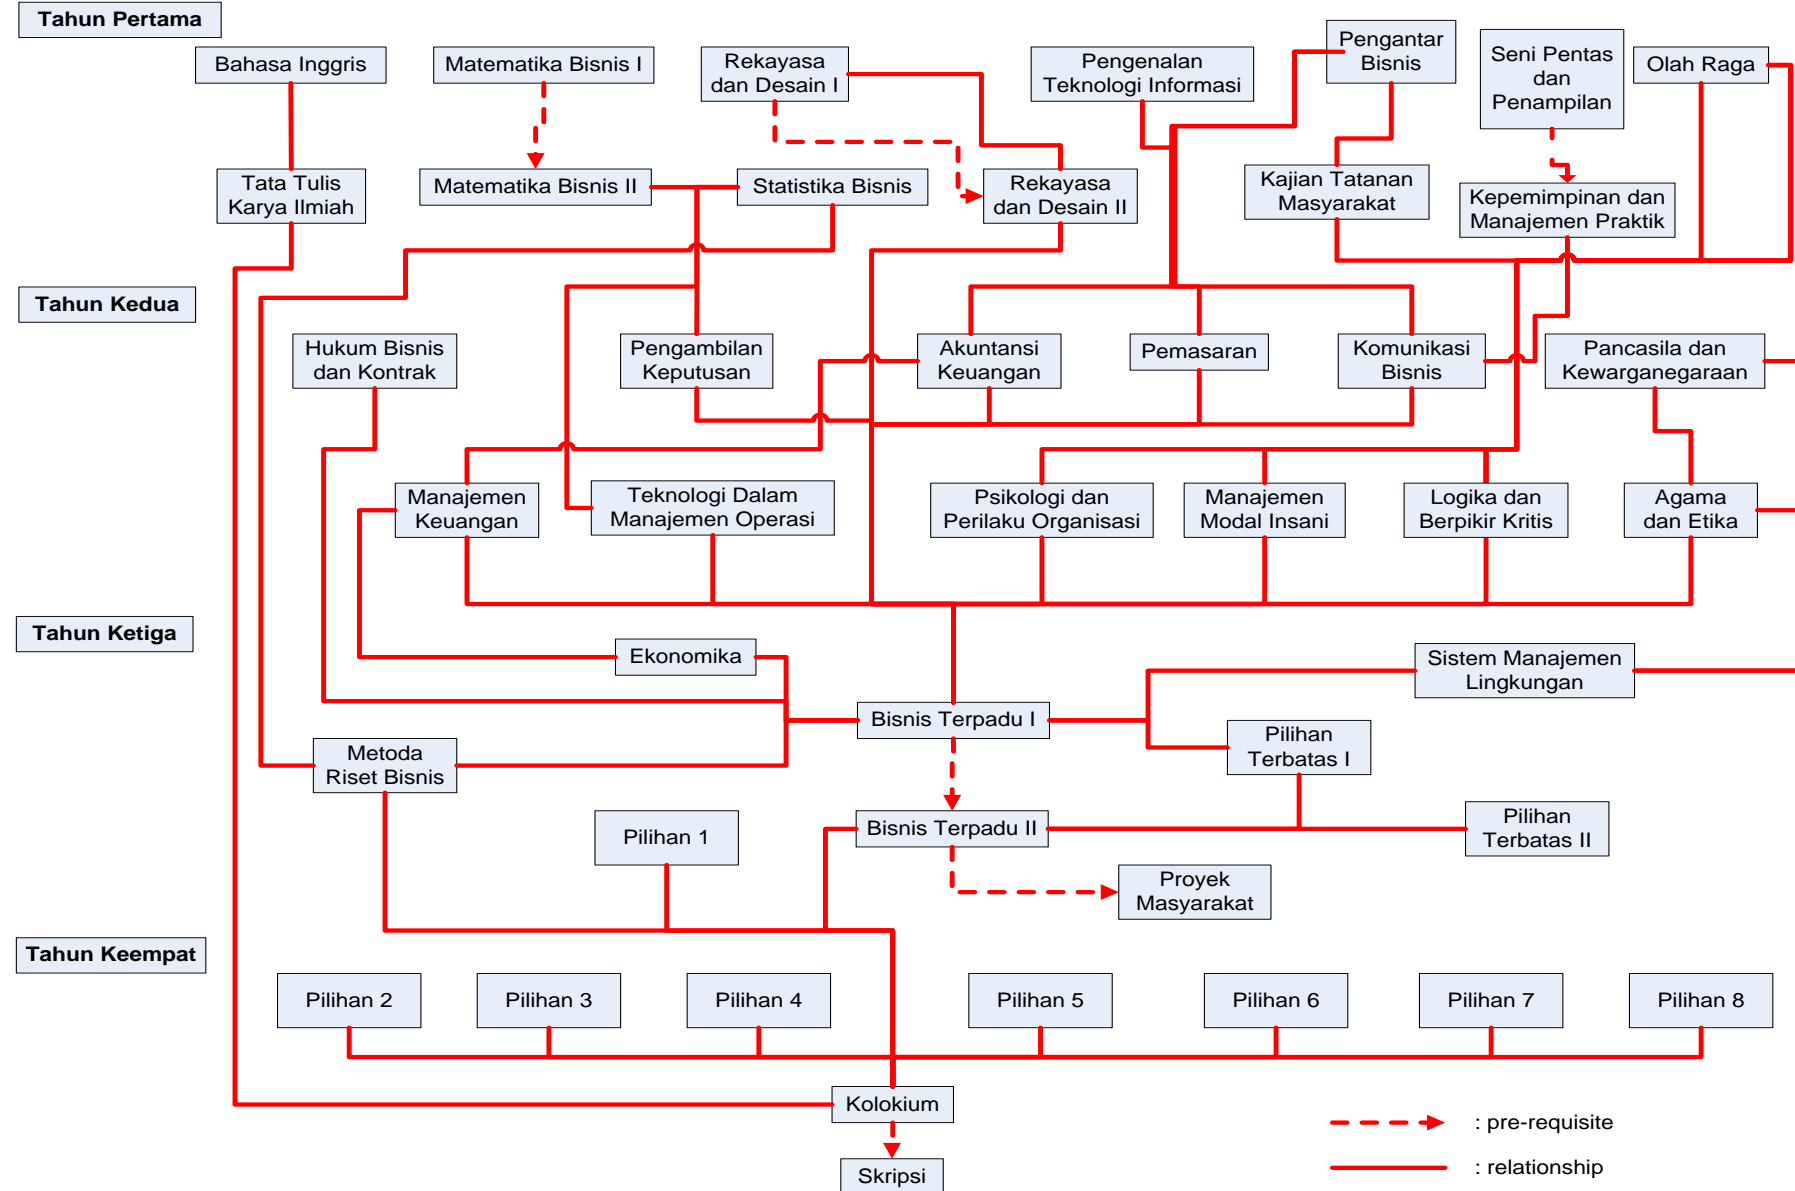 Tahun Pertama
Bahasa Inggris
Matematika Bisnis I
Rekayasa
dan Desain I
Pengenalan
Teknologi Informasi
Pengantar
Bisnis
Seni Pentas
dan
Penampilan
Olah Raga
Tata Tulis
Karya Ilmiah
Matematika Bisnis II
Statistika Bisnis
Rekayasa
dan Desain II
Kajian Tatanan
Masyarakat
Kepemimpinan dan
Manajemen Praktik
Tahun Kedua
Hukum Bisnis
dan Kontrak
Pengambilan
Keputusan
Akuntansi
Keuangan
Pemasaran
Komunikasi
Bisnis
Pancasila dan
Kewarganegaraan
Manajemen
Keuangan
Teknologi Dalam
Manajemen Operasi
Psikologi dan
Perilaku Organisasi
Manajemen
Modal Insani
Logika dan
Berpikir Kritis
Agama
dan Etika
Tahun Ketiga
Ekonomika
Sistem Manajemen
Lingkungan
Bisnis Terpadu I
Metoda
Riset Bisnis
Pilihan
Terbatas I
Pilihan 1
Bisnis Terpadu II
Pilihan
Terbatas II
Proyek
Masyarakat
Tahun Keempat
Pilihan 2
Pilihan 3
Pilihan 4
Pilihan 5
Pilihan 6
Pilihan 7
Pilihan 8
Kolokium
: pre-requisite
Skripsi
: relationship